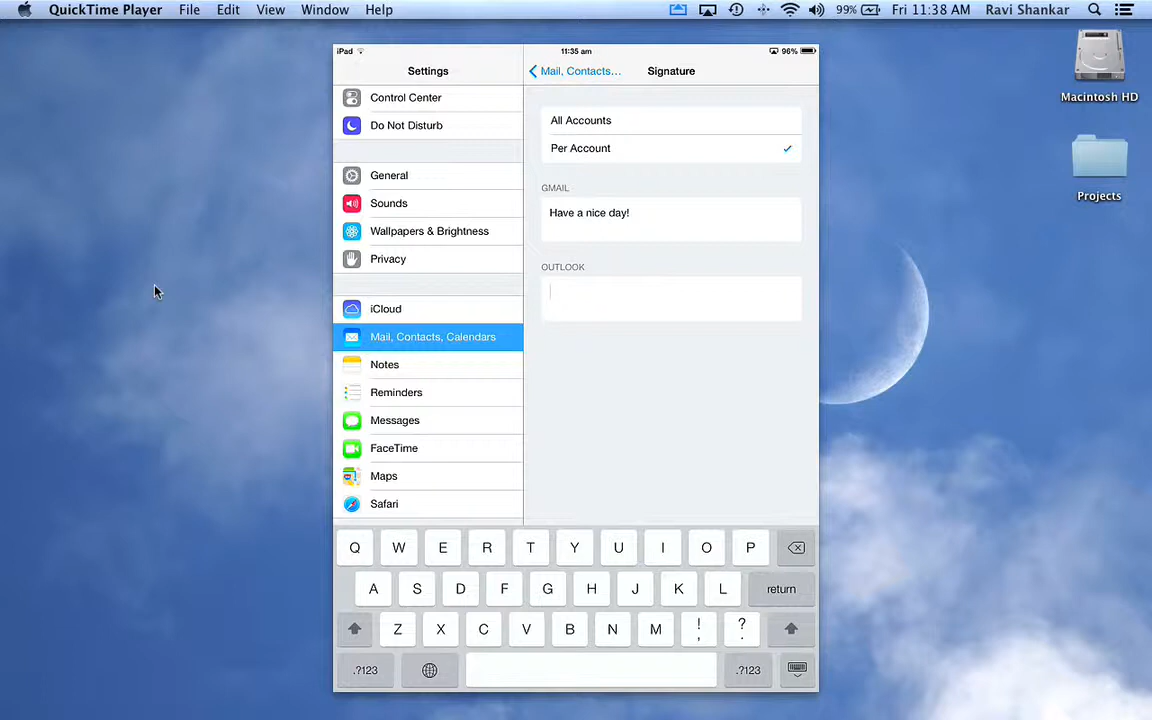 QuickTime Player File Edit View Window Help 99% Fri 11:38 AM Ravi Shankar
Macintosh HD
Projects
iPad 11:35 am 96%
Settings
Mail, Contacts... Signature
Control Center
Do Not Disturb
General
Sounds
Wallpapers & Brightness
Privacy
iCloud
Mail, Contacts, Calendars
Notes
Reminders
Messages
FaceTime
Maps
Safari
All Accounts
Per Account
GMAIL
Have a nice day!
OUTLOOK
Q W E R T Y U I O P
A S D F G H J K L return
Z X C V B N M ! , ? .
.?123 .?123